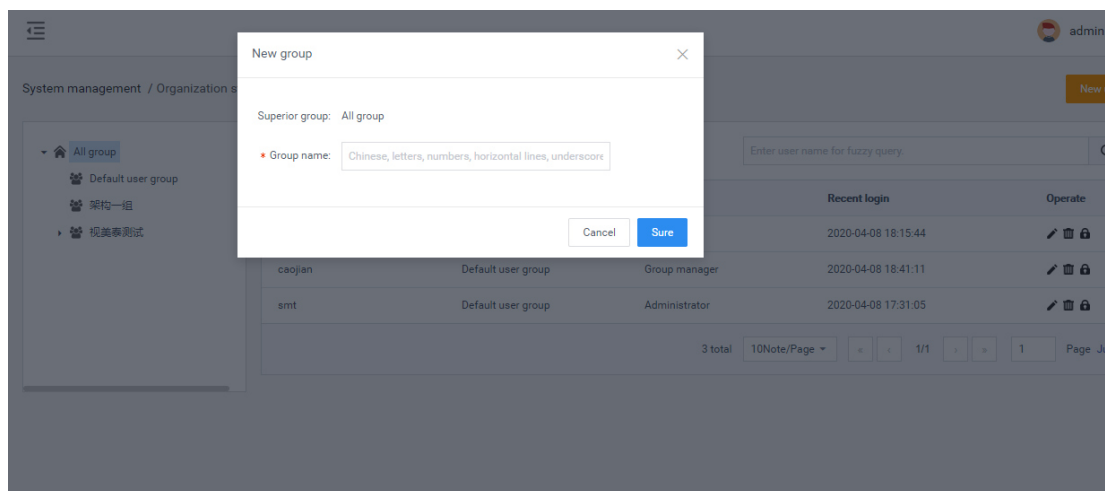 admin
New group
System management / Organization s
New
Superior group: All group
All group
* Group name: Chinese, letters, numbers, horizontal lines, underscore
Enter user name for fuzzy query.
Default user group
架构一组
Recent login Operate
视美泰测试
Cancel Sure
2020-04-08 18:15:44
caojian Default user group Group manager 2020-04-08 18:41:11
smt Default user group Administrator 2020-04-08 17:31:05
3 total 10Note/Page « ‹ 1/1 › » 1 Page Ju